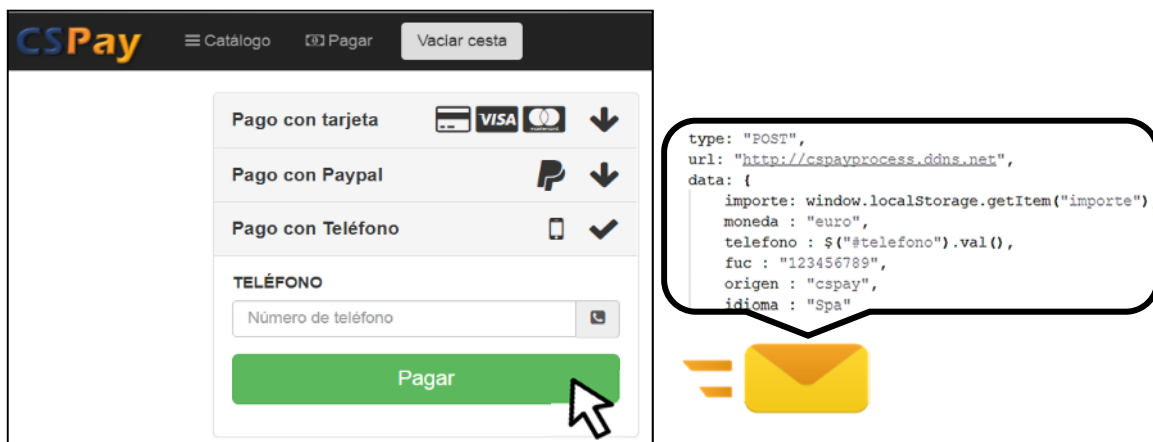 CSPay
Catálogo
Pagar
Vaciar cesta
Pago con tarjeta
VISA
mastercard
Pago con Paypal
Pago con Teléfono
TELÉFONO
Número de teléfono
Pagar
type: "POST",
url: "http://cspayprocess.ddns.net",
data: {
importe: window.localStorage.getItem("importe")
moneda : "euro",
telefono : $("#telefono").val(),
fuc : "123456789",
origen : "cspay",
idioma : "Spa"